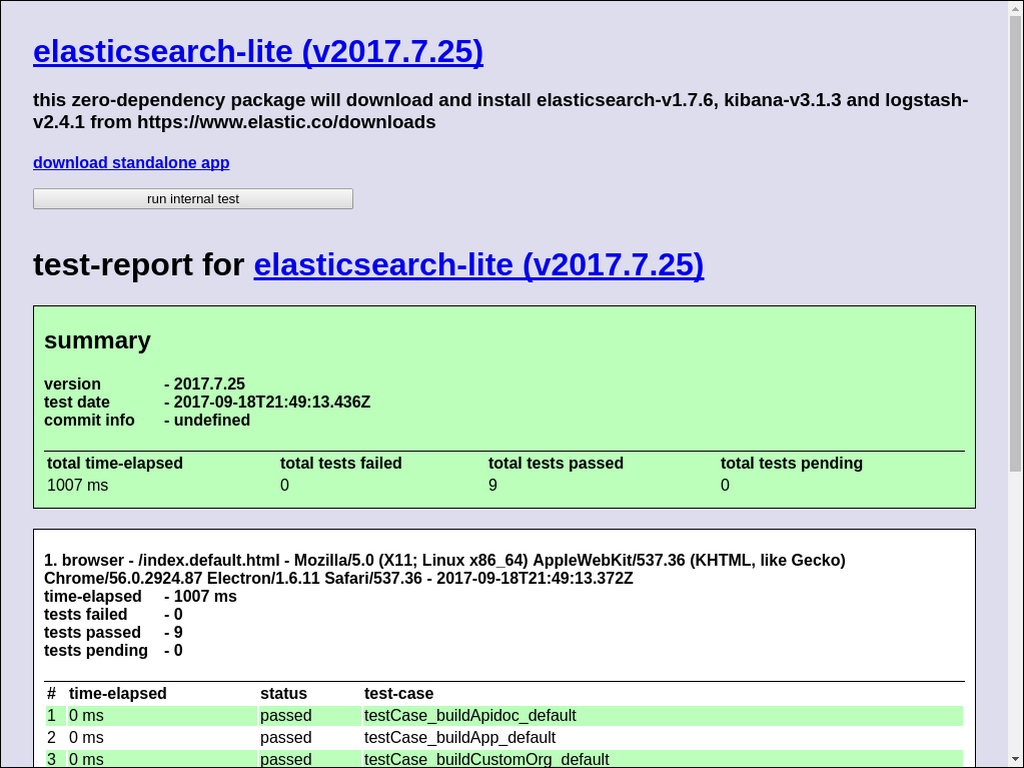 elasticsearch-lite (v2017.7.25)
this zero-dependency package will download and install elasticsearch-v1.7.6, kibana-v3.1.3 and logstash-
v2.4.1 from https://www.elastic.co/downloads
download standalone app
run internal test
test-report for elasticsearch-lite (v2017.7.25)
summary
version - 2017.7.25
test date - 2017-09-18T21:49:13.436Z
commit info - undefined
total time-elapsed total tests failed total tests passed total tests pending
1007 ms 0 9 0
1. browser - /index.default.html - Mozilla/5.0 (X11; Linux x86_64) AppleWebKit/537.36 (KHTML, like Gecko)
Chrome/56.0.2924.87 Electron/1.6.11 Safari/537.36 - 2017-09-18T21:49:13.372Z
time-elapsed - 1007 ms
tests failed - 0
tests passed - 9
tests pending - 0
# time-elapsed status test-case
1 0 ms passed testCase_buildApidoc_default
2 0 ms passed testCase_buildApp_default
3 0 ms passed testCase_buildCustomOrg_default